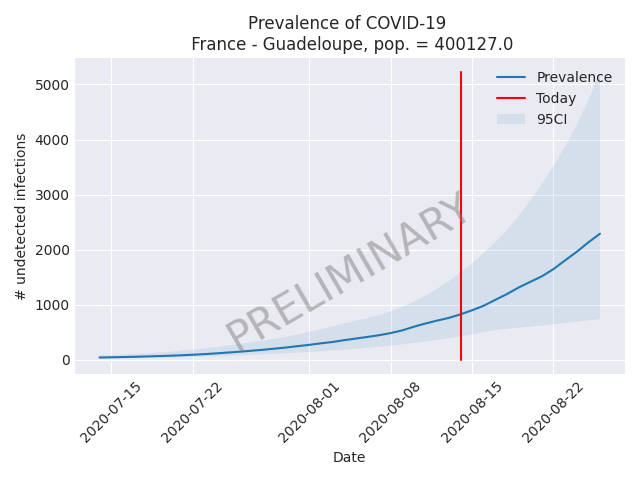 Prevalence of COVID-19
France - Guadeloupe, pop. = 400127.0
Prevalence
Today
95CI
PRELIMINARY
# undetected infections
5000
4000
3000
2000
1000
0
2020-07-15
2020-07-22
2020-08-01
2020-08-08
2020-08-15
2020-08-22
Date